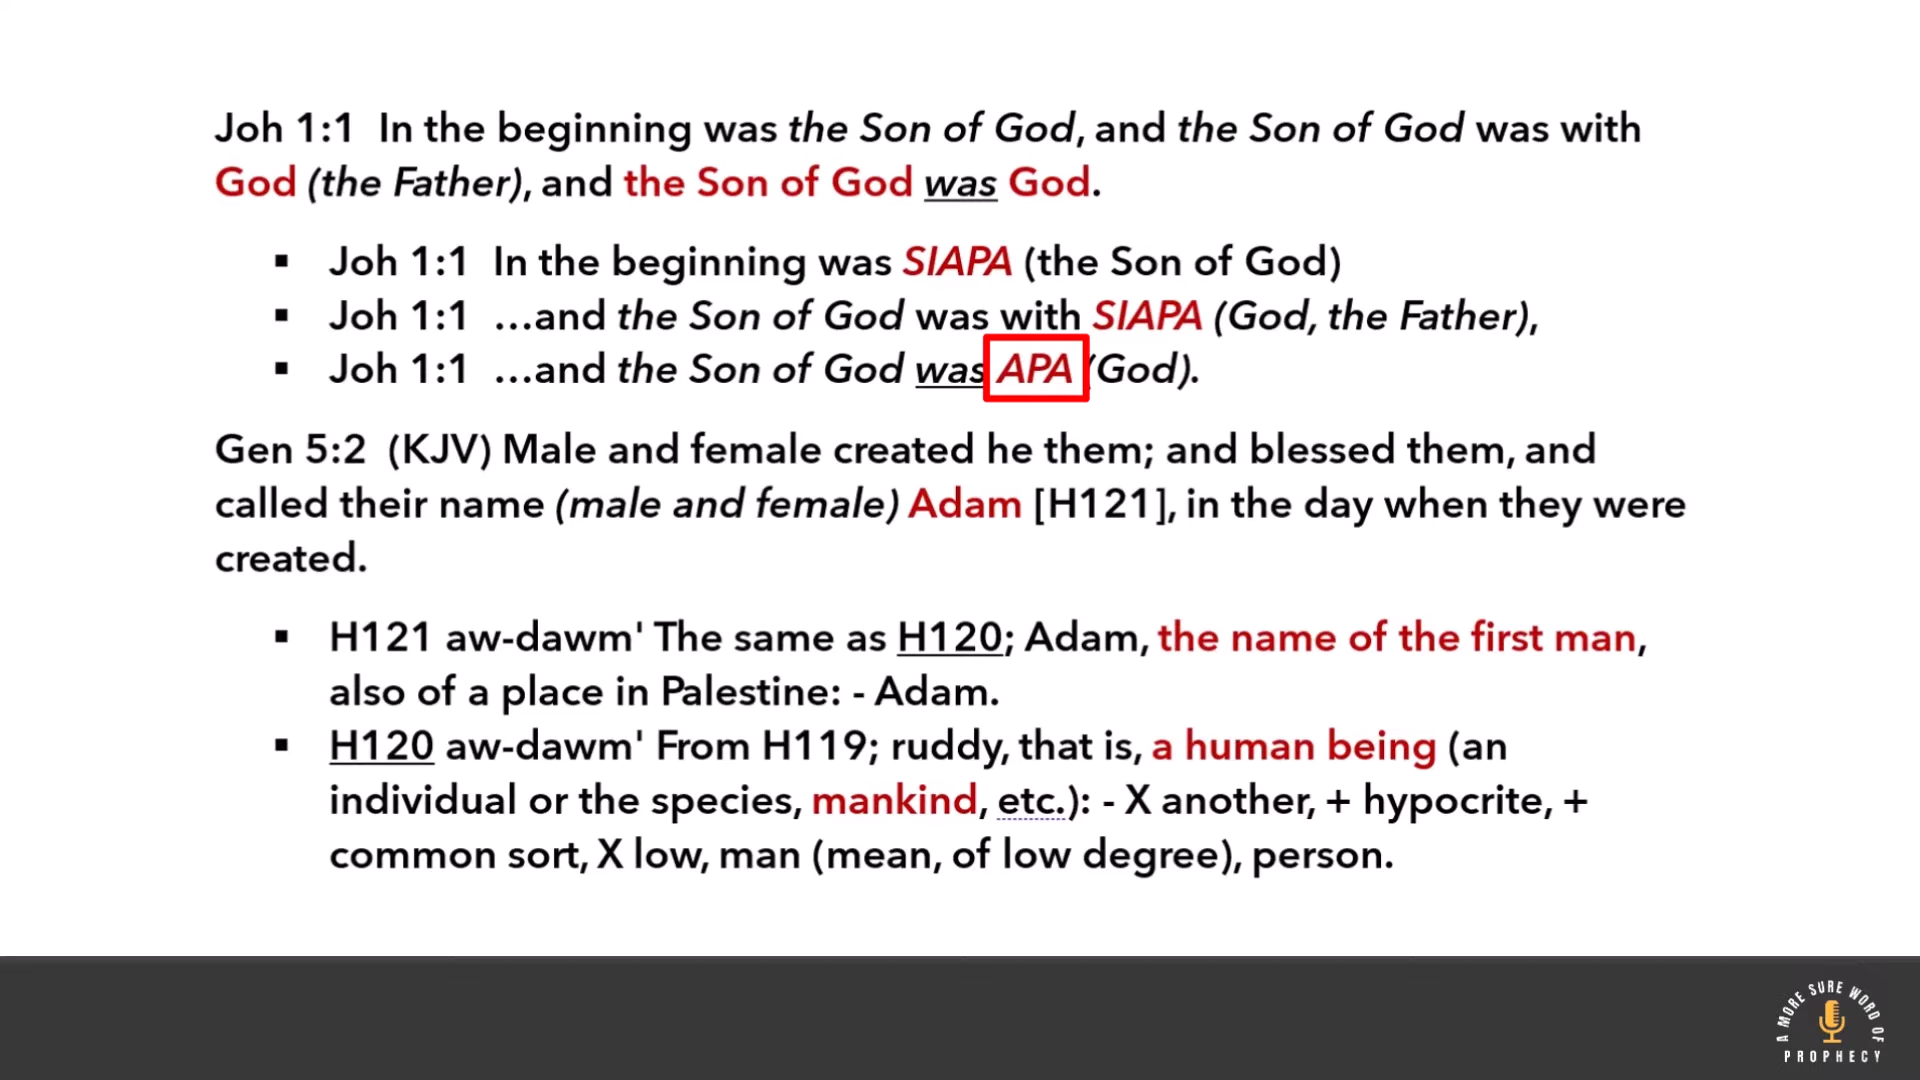 Joh 1:1  In the beginning was the Son of God, and the Son of God was with
God (the Father), and the Son of God was God.
▪ Joh 1:1  In the beginning was SIAPA (the Son of God)
▪ Joh 1:1  …and the Son of God was with SIAPA (God, the Father),
▪ Joh 1:1  …and the Son of God was APA (God).
Gen 5:2  (KJV) Male and female created he them; and blessed them, and
called their name (male and female) Adam [H121], in the day when they were
created.
▪ H121 aw-dawm' The same as H120; Adam, the name of the first man,
also of a place in Palestine: - Adam.
▪ H120 aw-dawm' From H119; ruddy, that is, a human being (an
individual or the species, mankind, etc.): - X another, + hypocrite, +
common sort, X low, man (mean, of low degree), person.
A MORE SURE WORD OF
PROPHECY